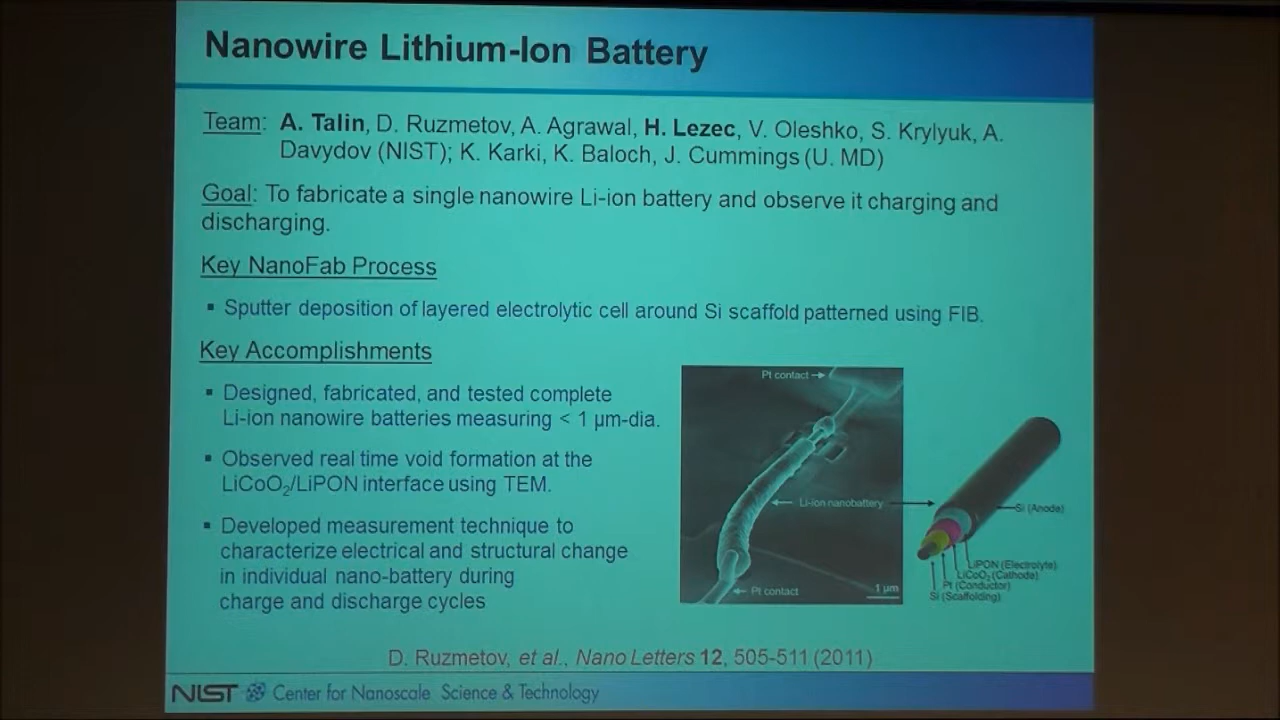 Nanowire Lithium-Ion Battery
Team: A. Talin, D. Ruzmetov, A. Agrawal, H. Lezec, V. Oleshko, S. Krylyuk, A.
Davydov (NIST); K. Karki, K. Baloch, J. Cummings (U. MD)
Goal: To fabricate a single nanowire Li-ion battery and observe it charging and
discharging.
Key NanoFab Process
▪ Sputter deposition of layered electrolytic cell around Si scaffold patterned using FIB.
Key Accomplishments
▪ Designed, fabricated, and tested complete
Li-ion nanowire batteries measuring < 1 µm-dia.
▪ Observed real time void formation at the
LiCoO₂/LiPON interface using TEM.
▪ Developed measurement technique to
characterize electrical and structural change
in individual nano-battery during
charge and discharge cycles
Pt contact
Li-ion nanobattery
Pt contact
1 µm
Si (Anode)
LiPON (Electrolyte)
LiCoO₂ (Cathode)
Pt (Conductor)
Si (Scaffolding)
D. Ruzmetov, et al., Nano Letters 12, 505-511 (2011)
NIST Center for Nanoscale Science & Technology